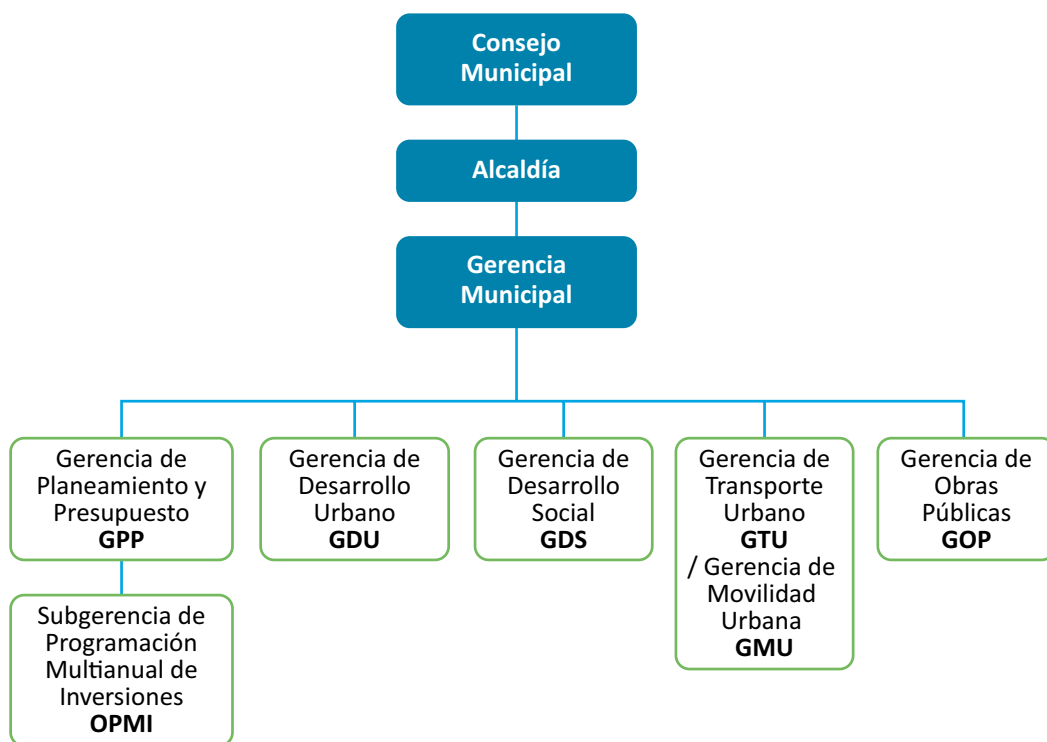 Consejo
Municipal
Alcaldía
Gerencia
Municipal
Gerencia de
Planeamiento y
Presupuesto
GPP
Gerencia de
Desarrollo
Urbano
GDU
Gerencia de
Desarrollo
Social
GDS
Gerencia de
Transporte
Urbano
GTU
/ Gerencia de
Movilidad
Urbana
GMU
Gerencia de
Obras
Públicas
GOP
Subgerencia de
Programación
Multianual de
Inversiones
OPMI